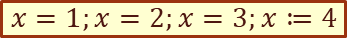 x = 1; x = 2; x = 3; x ≔ 4